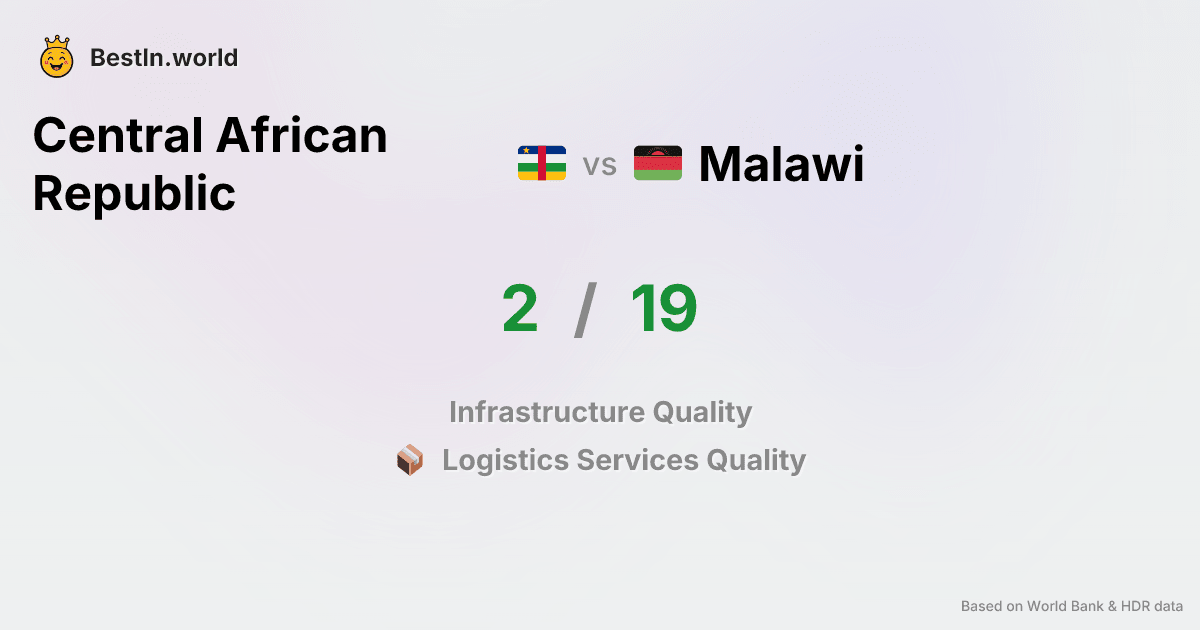 BestIn.world
Central African
Republic
vs
Malawi
2 / 19
Infrastructure Quality
Logistics Services Quality
Based on World Bank & HDR data